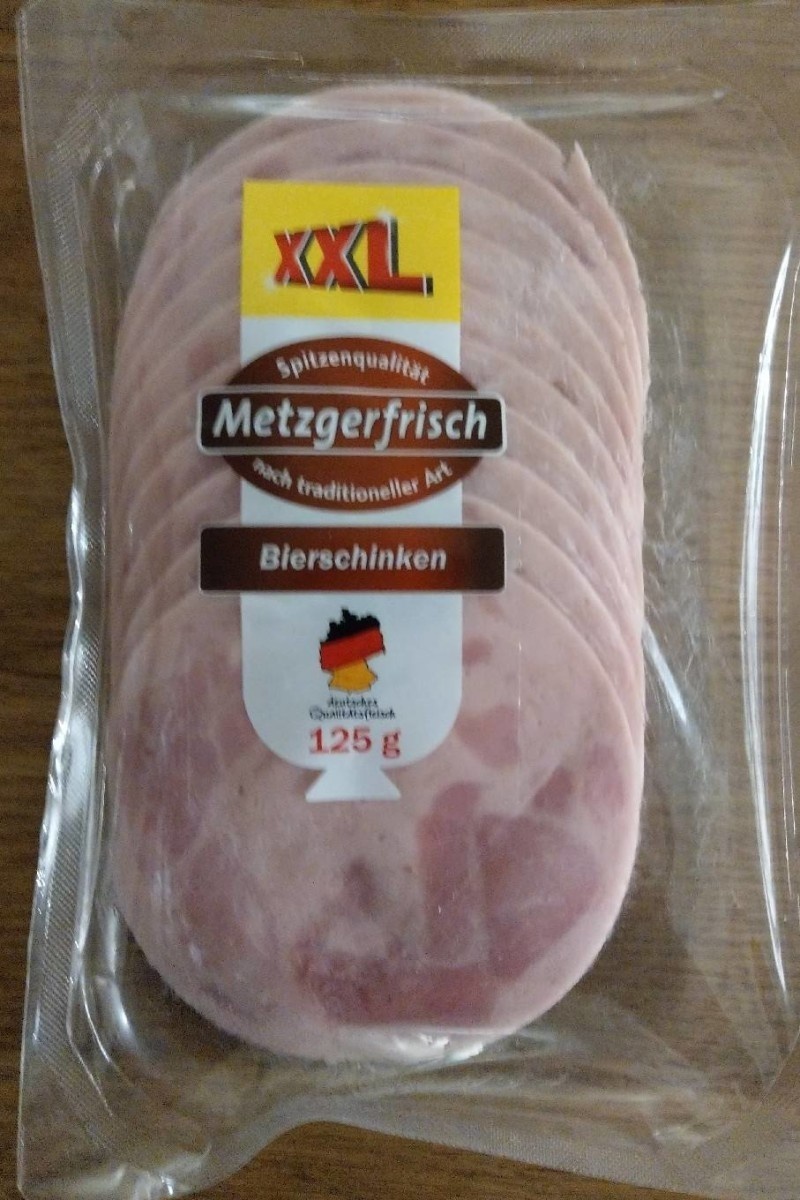 XXL
Spitzenqualität
Metzgerfrisch
nach traditioneller Art
Bierschinken
deutsches
Qualitätsfleisch
125 g